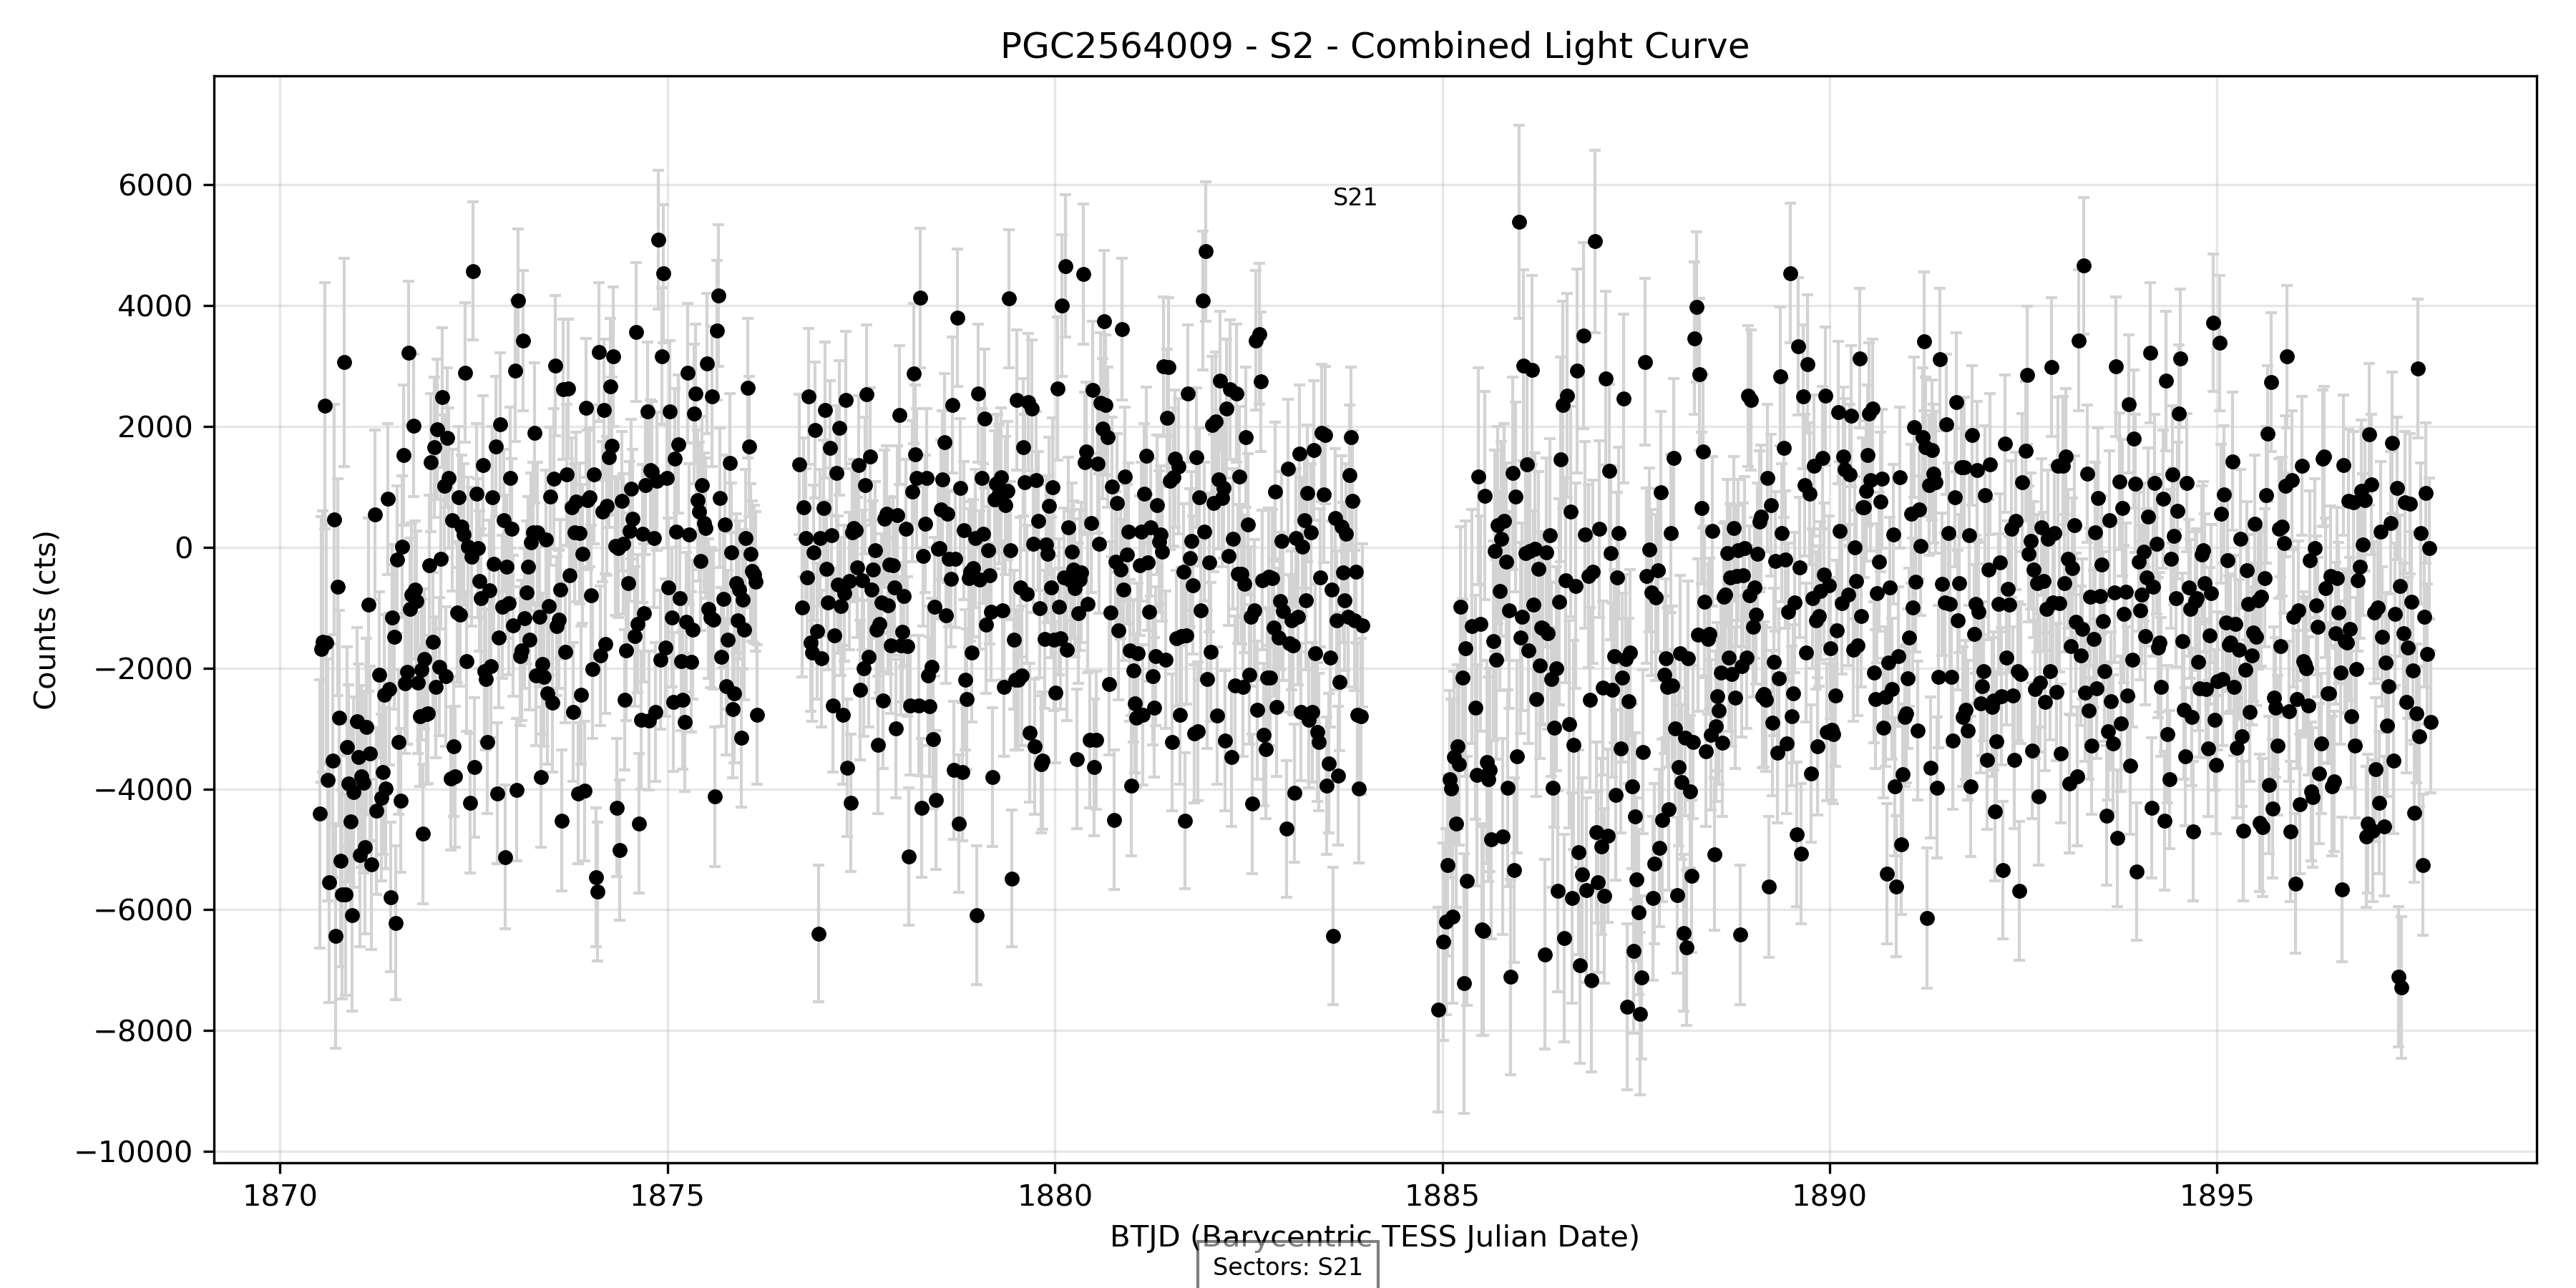 PGC2564009 - S2 - Combined Light Curve
Counts (cts)
6000
4000
2000
0
−2000
−4000
−6000
−8000
−10000
S21
1870 1875 1880 1885 1890 1895
BTJD (Barycentric TESS Julian Date)
Sectors: S21